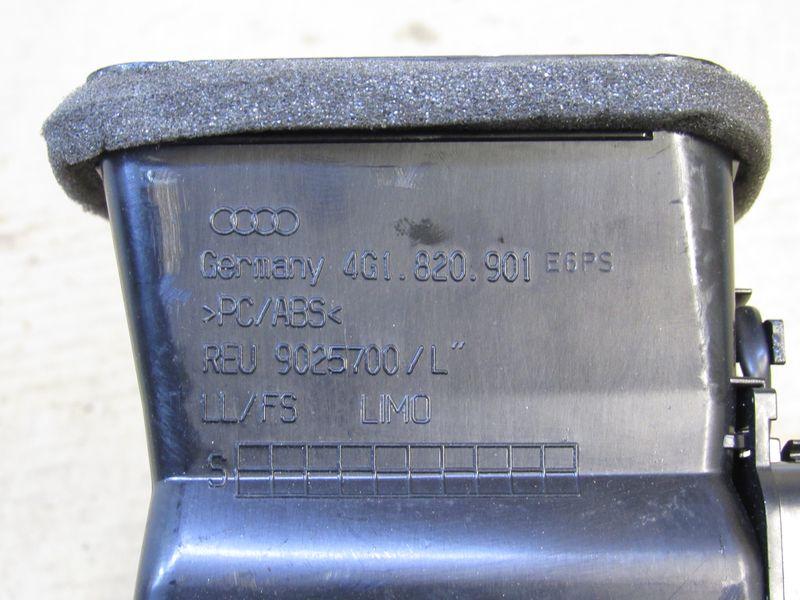 Germany 4G1.820.901 E6PS
>PC/ABS<
REU 9025700/L"
LL/FS LIMO
S